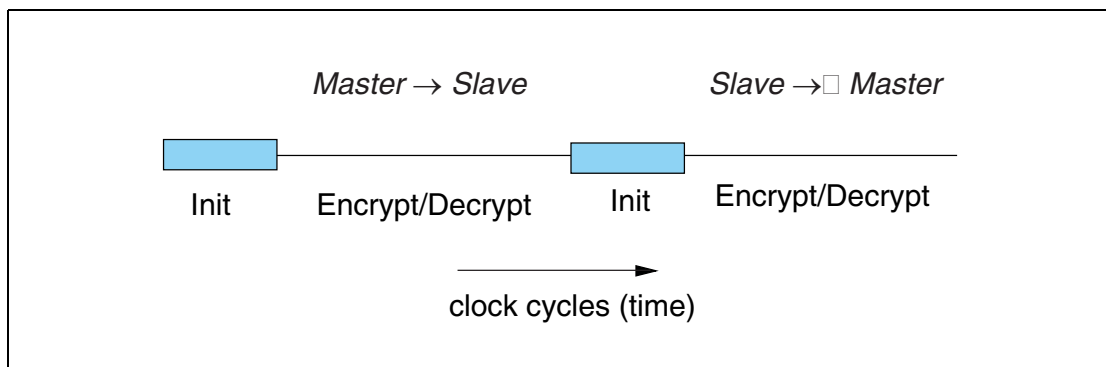 Master → Slave
Slave →□ Master
Init
Encrypt/Decrypt
Init
Encrypt/Decrypt
clock cycles (time)